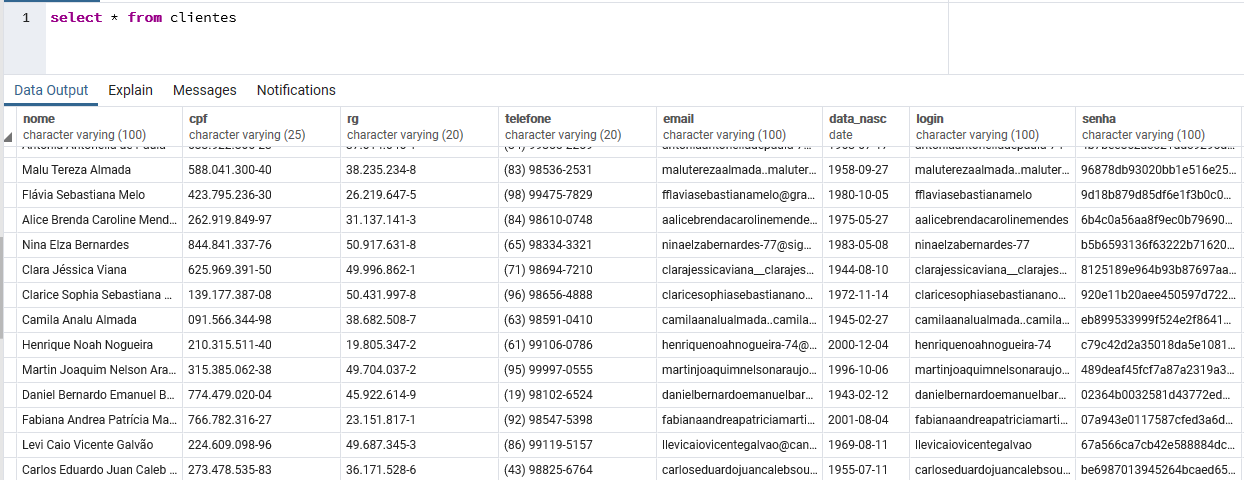 1 select * from clientes
Data Output Explain Messages Notifications
nome cpf rg telefone email data_nasc login senha
character varying (100) character varying (25) character varying (20) character varying (20) character varying (100) date character varying (100) character varying (100)
Malu Tereza Almada 588.041.300-40 38.235.234-8 (83) 98536-2531 maluterezaalmada..maluter... 1958-09-27 maluterezaalmada..maluter... 96878db93020bb1e516e25...
Flávia Sebastiana Melo 423.795.236-30 26.219.647-5 (98) 99475-7829 fflaviasebastianamelo@gra... 1980-10-05 fflaviasebastianamelo 9d18b879d85df6e1f3b0c0...
Alice Brenda Caroline Mend... 262.919.849-97 31.137.141-3 (84) 98610-0748 aalicebrendacarolinemende... 1975-05-27 aalicebrendacarolinemendes 6b4c0a56aa8f9ec0b79690...
Nina Elza Bernardes 844.841.337-76 50.917.631-8 (65) 98334-3321 ninaelzabernardes-77@sig... 1983-05-08 ninaelzabernardes-77 b5b6593136f63222b71620...
Clara Jéssica Viana 625.969.391-50 49.996.862-1 (71) 98694-7210 clarajessicaviana__clarajes... 1944-08-10 clarajessicaviana__clarajes... 8125189e964b93b87697aa...
Clarice Sophia Sebastiana ... 139.177.387-08 50.431.997-8 (96) 98656-4888 claricesophiasebastianano... 1972-11-14 claricesophiasebastianano... 920e11b20aee450597d722...
Camila Analu Almada 091.566.344-98 38.682.508-7 (63) 98591-0410 camilaanalualmada..camila... 1945-02-27 camilaanalualmada..camila... eb899533999f524e2f8641...
Henrique Noah Nogueira 210.315.511-40 19.805.347-2 (61) 99106-0786 henriquenoahnogueira-74@... 2000-12-04 henriquenoahnogueira-74 c79c42d2a35018da5e1081...
Martin Joaquim Nelson Ara... 315.385.062-38 49.704.037-2 (95) 99997-0555 martinjoaquimnelsonaraujo... 1996-10-06 martinjoaquimnelsonaraujo... 489deaf45fcf7a87a2319a3...
Daniel Bernardo Emanuel B... 774.479.020-04 45.922.614-9 (19) 98102-6524 danielbernardoemanuelbar... 1943-02-12 danielbernardoemanuelbar... 02364b0032581d43772ed...
Fabiana Andrea Patrícia Ma... 766.782.316-27 23.151.817-1 (92) 98547-5398 fabianaandreapatriciamarti... 2001-08-04 fabianaandreapatriciamarti... 07a943e0117587cfed3a6d...
Levi Caio Vicente Galvão 224.609.098-96 49.687.345-3 (86) 99119-5157 llevicaiovicentegalvao@can... 1969-08-11 llevicaiovicentegalvao 67a566ca7cb42e588884dc...
Carlos Eduardo Juan Caleb ... 273.478.535-83 36.171.528-6 (43) 98825-6764 carloseduardojuancalebsou... 1955-07-11 carloseduardojuancalebsou... be6987013945264bcaed65...